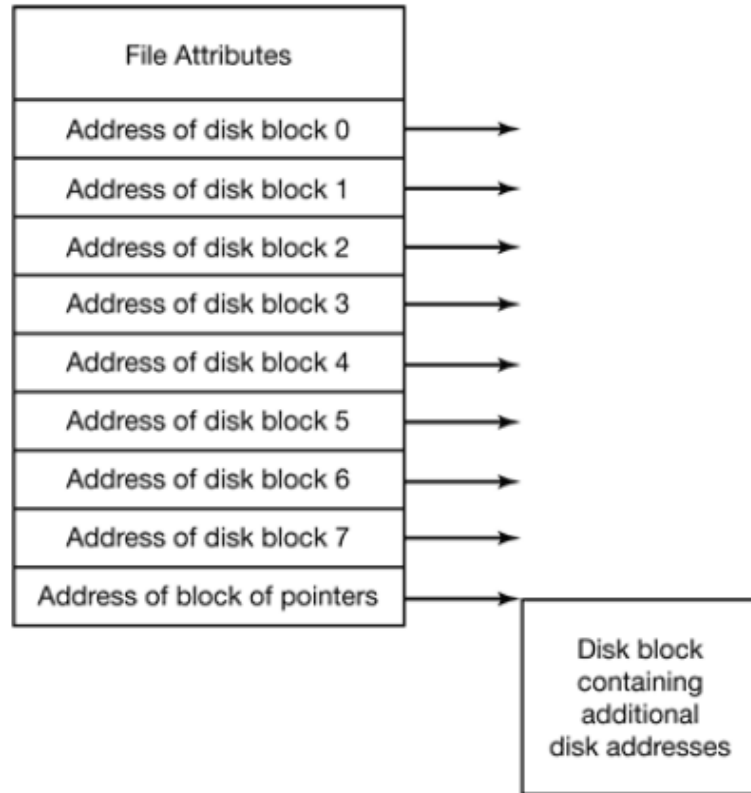 File Attributes
Address of disk block 0
Address of disk block 1
Address of disk block 2
Address of disk block 3
Address of disk block 4
Address of disk block 5
Address of disk block 6
Address of disk block 7
Address of block of pointers
Disk block
containing
additional
disk addresses